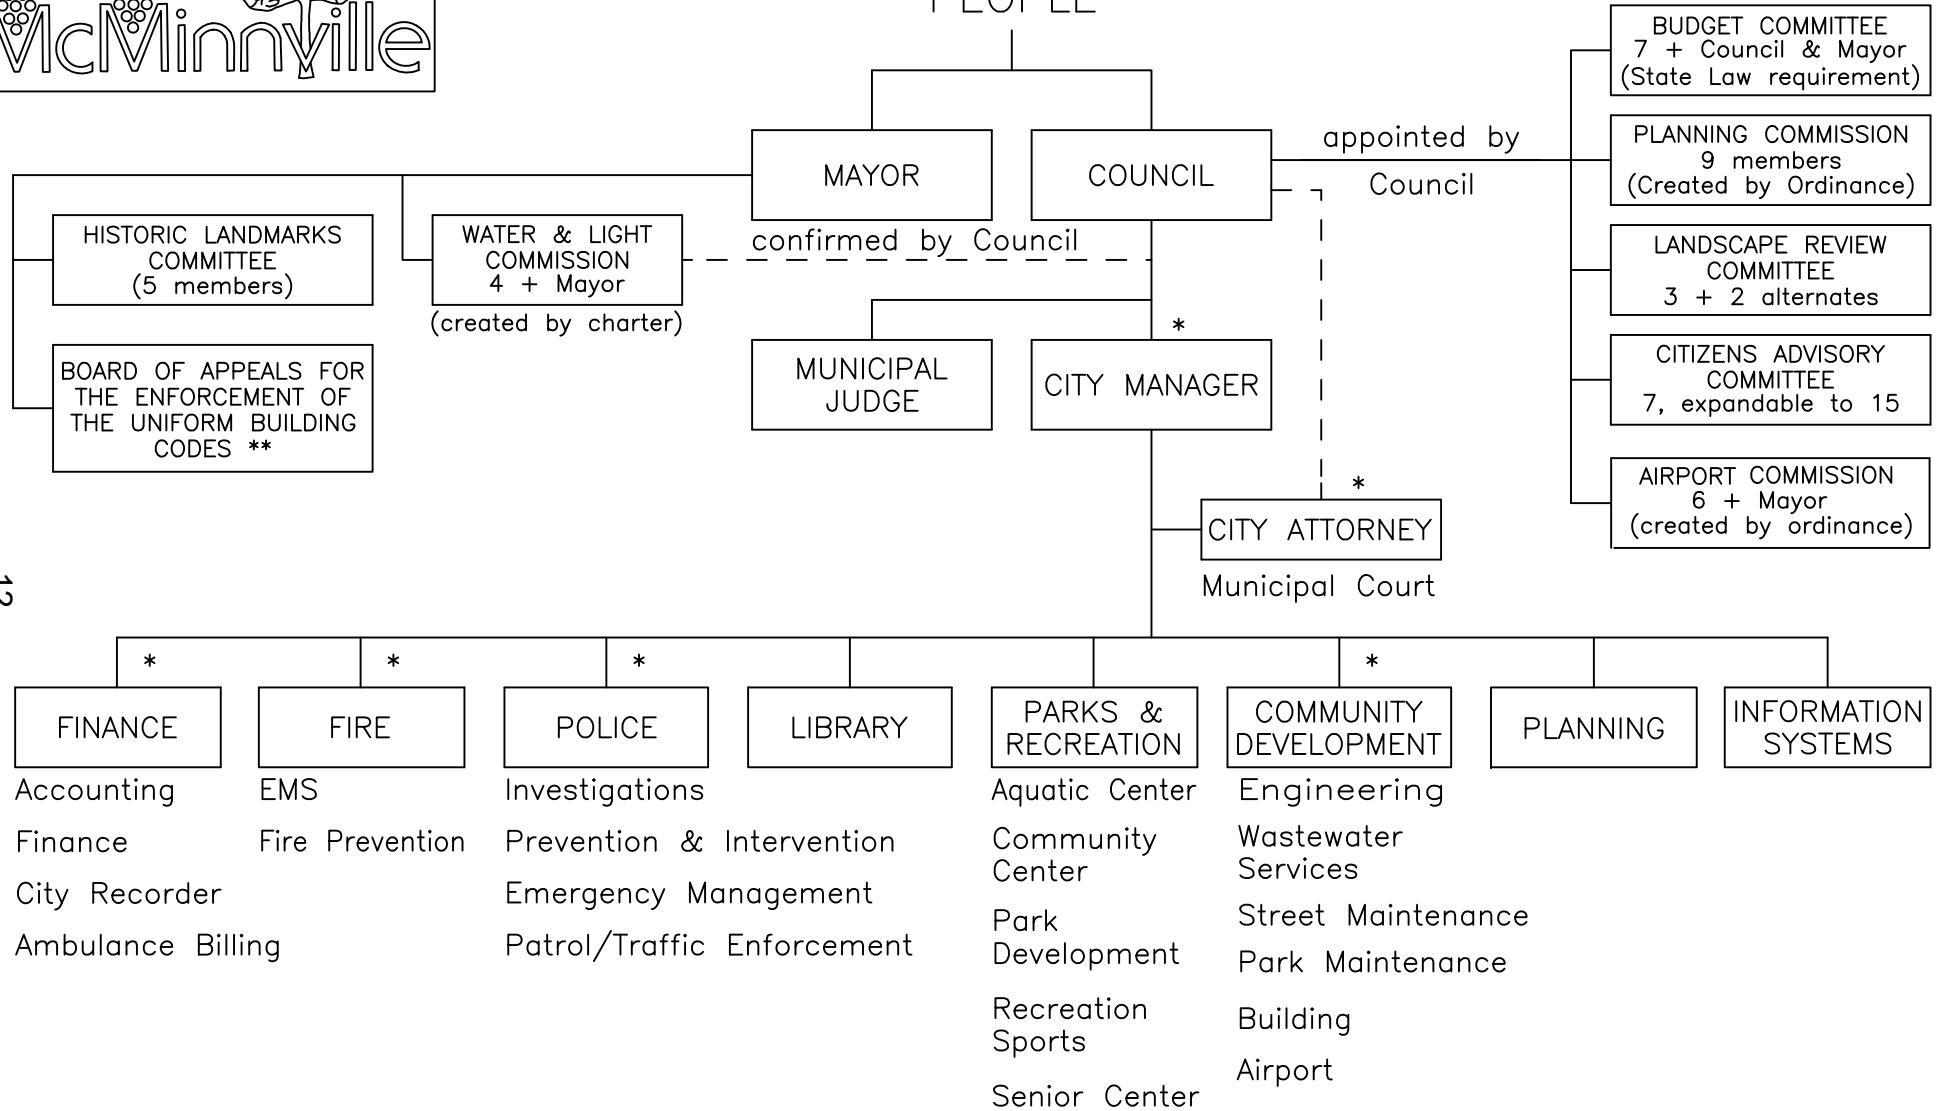 McMinnville
PEOPLE
MAYOR
COUNCIL
appointed by
Council
BUDGET COMMITTEE
7 + Council & Mayor
(State Law requirement)
PLANNING COMMISSION
9 members
(Created by Ordinance)
LANDSCAPE REVIEW
COMMITTEE
3 + 2 alternates
CITIZENS ADVISORY
COMMITTEE
7, expandable to 15
AIRPORT COMMISSION
6 + Mayor
(created by ordinance)
HISTORIC LANDMARKS
COMMITTEE
(5 members)
WATER & LIGHT
COMMISSION
4 + Mayor
(created by charter)
confirmed by Council
BOARD OF APPEALS FOR
THE ENFORCEMENT OF
THE UNIFORM BUILDING
CODES **
MUNICIPAL
JUDGE
*
CITY MANAGER
*
CITY ATTORNEY
Municipal Court
12
*
FINANCE
Accounting
Finance
City Recorder
Ambulance Billing
*
FIRE
EMS
Fire Prevention
*
POLICE
Investigations
Prevention & Intervention
Emergency Management
Patrol/Traffic Enforcement
LIBRARY
PARKS &
RECREATION
Aquatic Center
Community
Center
Park
Development
Recreation
Sports
Senior Center
*
COMMUNITY
DEVELOPMENT
Engineering
Wastewater
Services
Street Maintenance
Park Maintenance
Building
Airport
PLANNING
INFORMATION
SYSTEMS